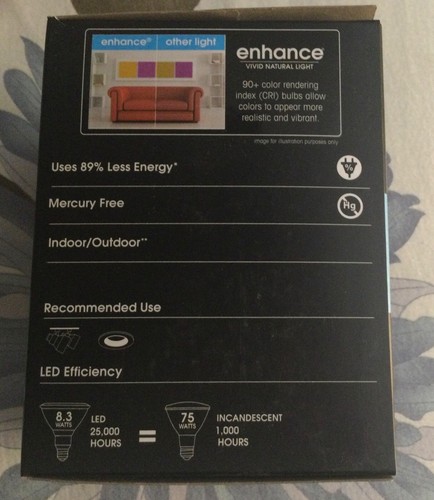 enhance® other light
enhance®
VIVID NATURAL LIGHT
90+ color rendering
index (CRI) bulbs allow
colors to appear more
realistic and vibrant.
image for illustration purposes only
Uses 89% Less Energy*
Mercury Free
Hg
Indoor/Outdoor**
Recommended Use
LED Efficiency
8.3
WATTS
LED
25,000
HOURS
=
75
WATTS
INCANDESCENT
1,000
HOURS